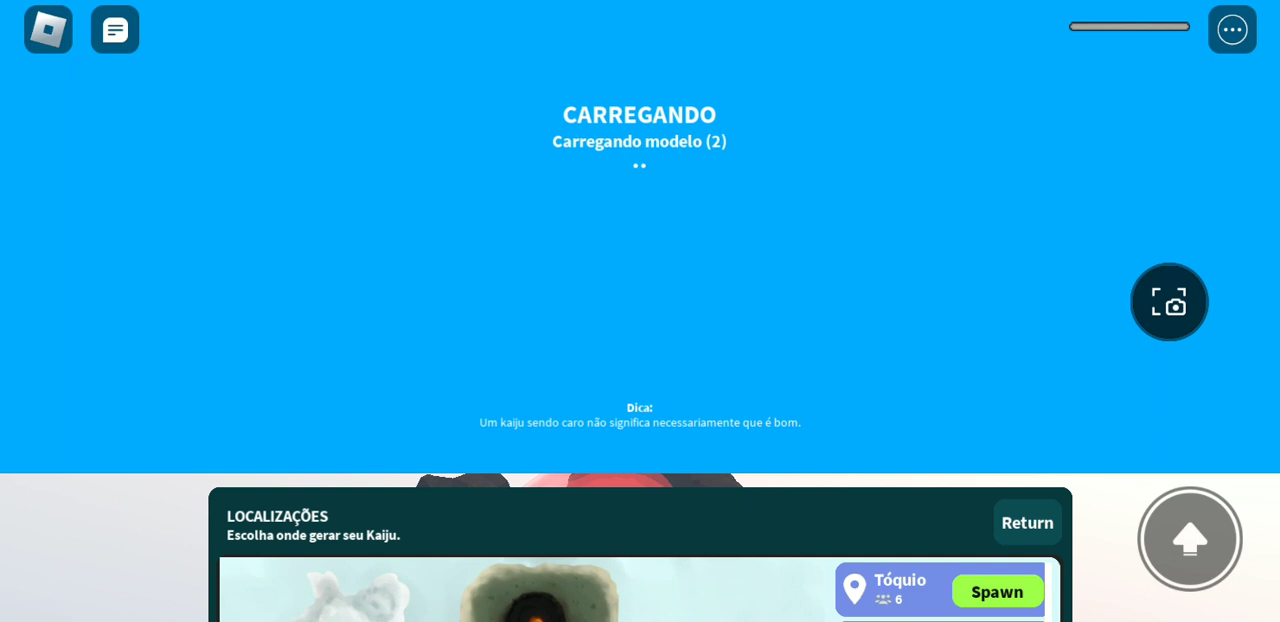 CARREGANDO
Carregando modelo (2)
Dica:
Um kaiju sendo caro não significa necessariamente que é bom.
LOCALIZAÇÕES
Escolha onde gerar seu Kaiju.
Return
Tóquio
6
Spawn